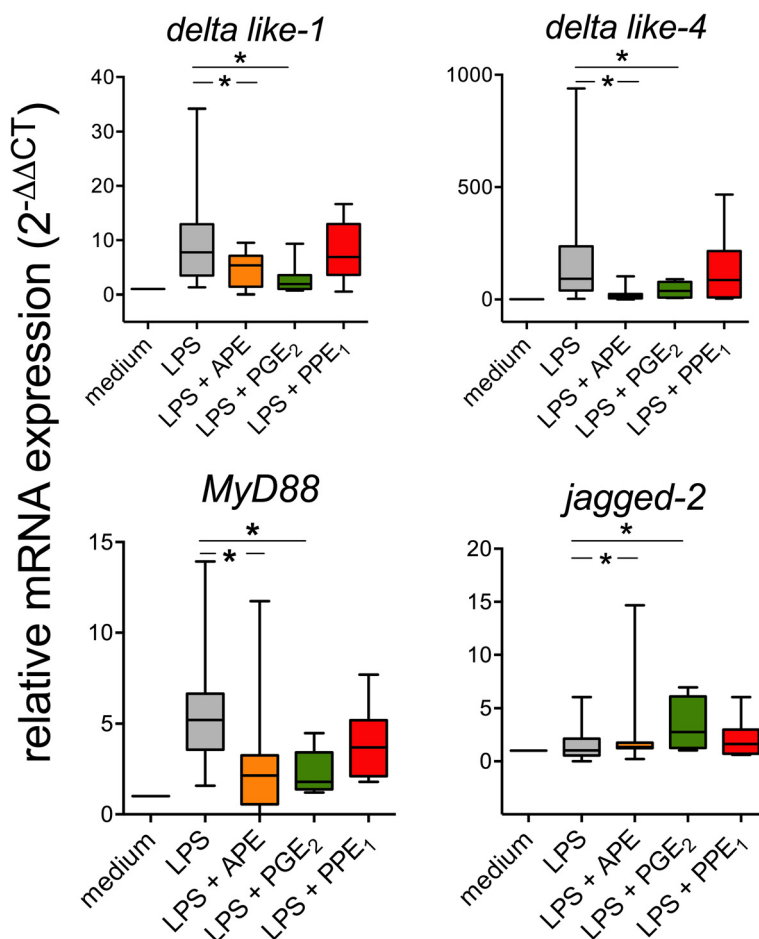 relative mRNA expression (2^-ΔΔCT)
delta like-1
*
*
40
30
20
10
0
medium
LPS
LPS + APE
LPS + PGE₂
LPS + PPE₁
delta like-4
*
*
1000
500
0
medium
LPS
LPS + APE
LPS + PGE₂
LPS + PPE₁
MyD88
*
*
15
10
5
0
medium
LPS
LPS + APE
LPS + PGE₂
LPS + PPE₁
jagged-2
*
*
20
15
10
5
0
medium
LPS
LPS + APE
LPS + PGE₂
LPS + PPE₁